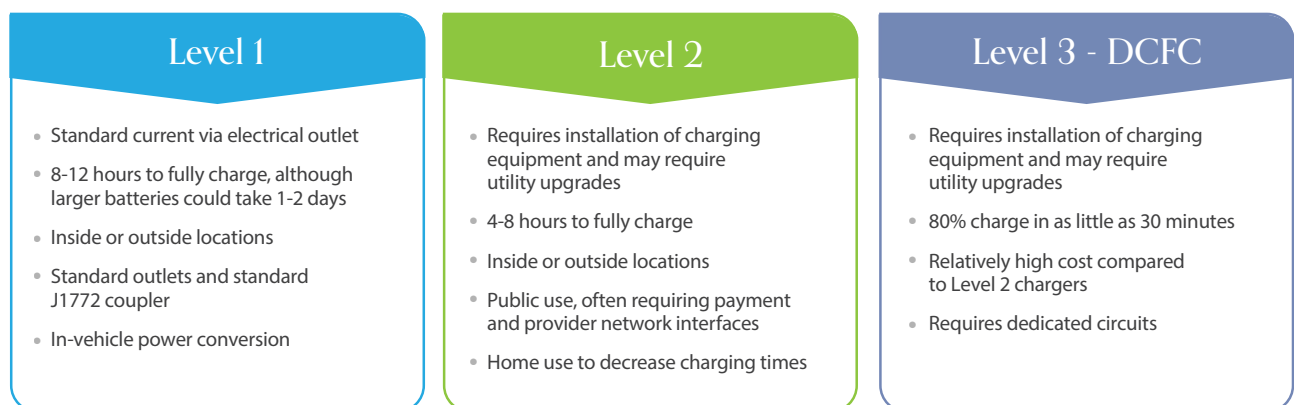 Level 1
• Standard current via electrical outlet
• 8-12 hours to fully charge, although
larger batteries could take 1-2 days
• Inside or outside locations
• Standard outlets and standard
J1772 coupler
• In-vehicle power conversion
Level 2
• Requires installation of charging
equipment and may require
utility upgrades
• 4-8 hours to fully charge
• Inside or outside locations
• Public use, often requiring payment
and provider network interfaces
• Home use to decrease charging times
Level 3 - DCFC
• Requires installation of charging
equipment and may require
utility upgrades
• 80% charge in as little as 30 minutes
• Relatively high cost compared
to Level 2 chargers
• Requires dedicated circuits